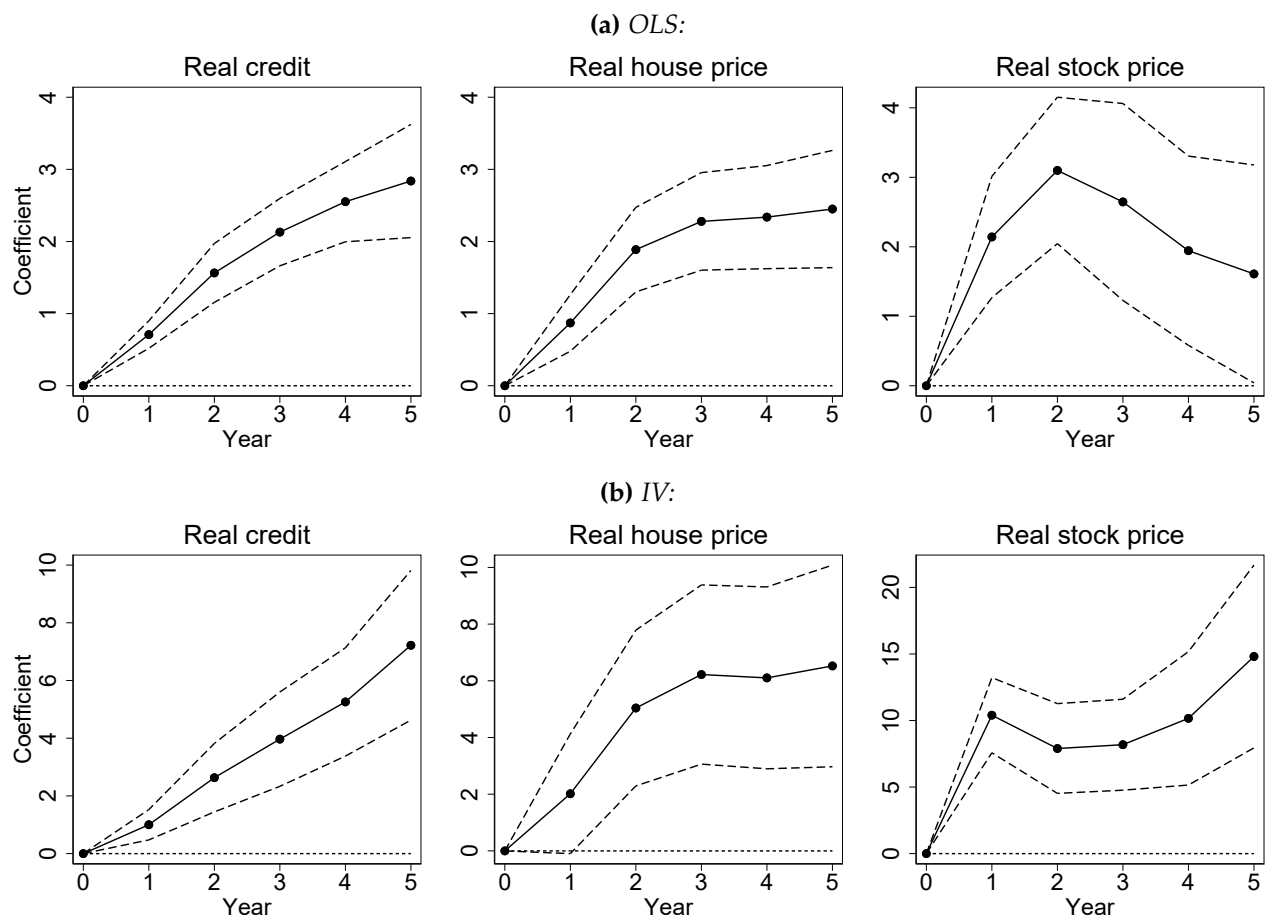 (a) OLS:
Real credit
Real house price
Real stock price
Coefficient
4
3
2
1
0
0 1 2 3 4 5
Year
4
3
2
1
0
0 1 2 3 4 5
Year
4
3
2
1
0
0 1 2 3 4 5
Year
(b) IV:
Real credit
Real house price
Real stock price
Coefficient
10
8
6
4
2
0
0 1 2 3 4 5
Year
10
8
6
4
2
0
0 1 2 3 4 5
Year
20
15
10
5
0
0 1 2 3 4 5
Year